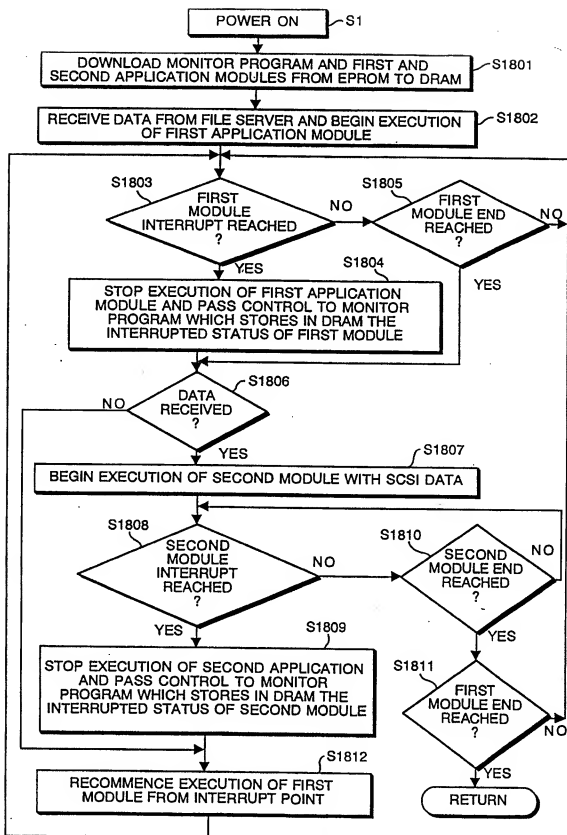 POWER ON
S1
DOWNLOAD MONITOR PROGRAM AND FIRST AND
SECOND APPLICATION MODULES FROM EPROM TO DRAM
S1801
RECEIVE DATA FROM FILE SERVER AND BEGIN EXECUTION
OF FIRST APPLICATION MODULE
S1802
S1803
FIRST
MODULE
INTERRUPT REACHED
?
NO
YES
S1805
FIRST
MODULE END
REACHED
?
NO
YES
S1804
STOP EXECUTION OF FIRST APPLICATION
MODULE AND PASS CONTROL TO MONITOR
PROGRAM WHICH STORES IN DRAM THE
INTERRUPTED STATUS OF FIRST MODULE
S1806
DATA
RECEIVED
?
NO
YES
S1807
BEGIN EXECUTION OF SECOND MODULE WITH SCSI DATA
S1808
SECOND
MODULE
INTERRUPT
REACHED
?
NO
YES
S1810
SECOND
MODULE END
REACHED
?
NO
YES
S1809
STOP EXECUTION OF SECOND APPLICATION
AND PASS CONTROL TO MONITOR
PROGRAM WHICH STORES IN DRAM THE
INTERRUPTED STATUS OF SECOND MODULE
S1811
FIRST
MODULE END
REACHED
?
NO
YES
S1812
RECOMMENCE EXECUTION OF FIRST
MODULE FROM INTERRUPT POINT
RETURN